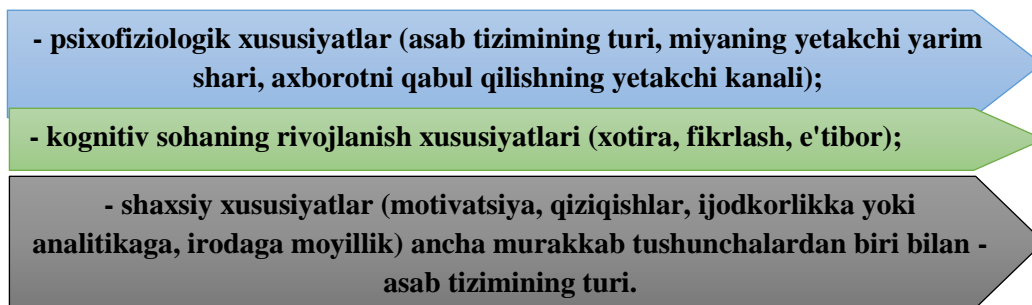 - psixofiziologik xususiyatlar (asab tizimining turi, miyaning yetakchi yarim
shari, axborotni qabul qilishning yetakchi kanali);
- kognitiv sohaning rivojlanish xususiyatlari (xotira, fikrlash, e'tibor);
- shaxsiy xususiyatlar (motivatsiya, qiziqishlar, ijodkorlikka yoki
analitikaga, irodaga moyillik) ancha murakkab tushunchalardan biri bilan -
asab tizimining turi.